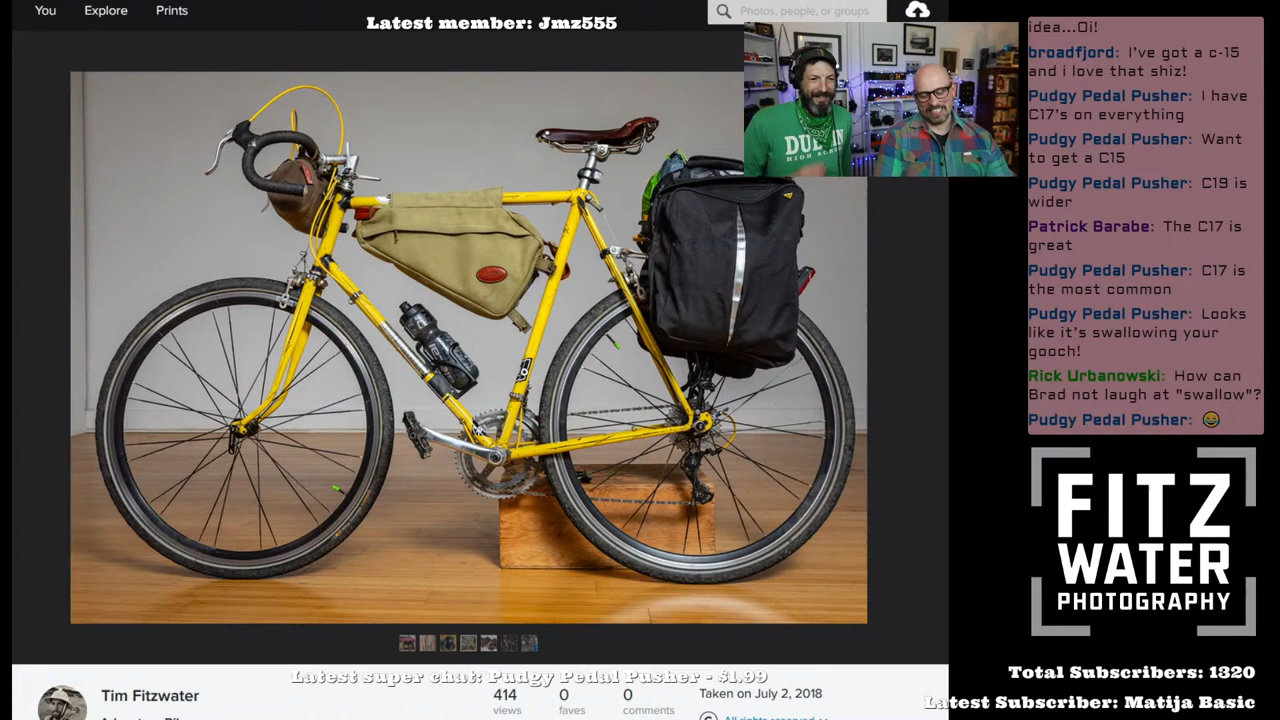 You Explore Prints
Latest member: Jmz555
Photos, people, or groups
DUBLIN
HIGH SCHOOL
idea...Oi!
broadfjord: I've got a c-15
and i love that shiz!
Pudgy Pedal Pusher: I have
C17's on everything
Pudgy Pedal Pusher: Want
to get a C15
Pudgy Pedal Pusher: C19 is
wider
Patrick Barabe: The C17 is
great
Pudgy Pedal Pusher: C17 is
the most common
Pudgy Pedal Pusher: Looks
like it's swallowing your
gooch!
Rick Urbanowski: How can
Brad not laugh at "swallow"?
Pudgy Pedal Pusher: 😄
FITZ
WATER
PHOTOGRAPHY
Latest super chat: Pudgy Pedal Pusher - $1.99
Tim Fitzwater
414
views
0
faves
0
comments
Taken on July 2, 2018
All rights reserved
Total Subscribers: 1320
Latest Subscriber: Matija Basic